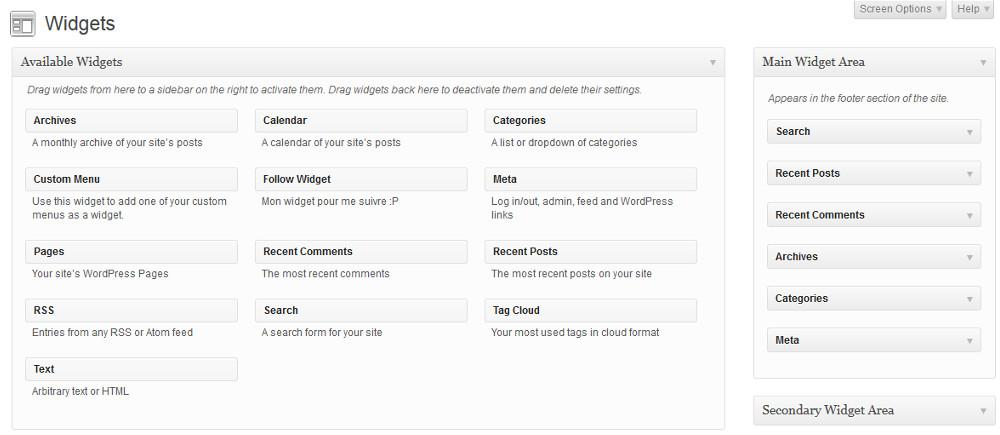 Screen Options
Help
Widgets
Available Widgets
Drag widgets from here to a sidebar on the right to activate them. Drag widgets back here to deactivate them and delete their settings.
Archives
A monthly archive of your site's posts
Calendar
A calendar of your site's posts
Categories
A list or dropdown of categories
Custom Menu
Use this widget to add one of your custom
menus as a widget.
Follow Widget
Mon widget pour me suivre :P
Meta
Log in/out, admin, feed and WordPress
links
Pages
Your site's WordPress Pages
Recent Comments
The most recent comments
Recent Posts
The most recent posts on your site
RSS
Entries from any RSS or Atom feed
Search
A search form for your site
Tag Cloud
Your most used tags in cloud format
Text
Arbitrary text or HTML
Main Widget Area
Appears in the footer section of the site.
Search
Recent Posts
Recent Comments
Archives
Categories
Meta
Secondary Widget Area